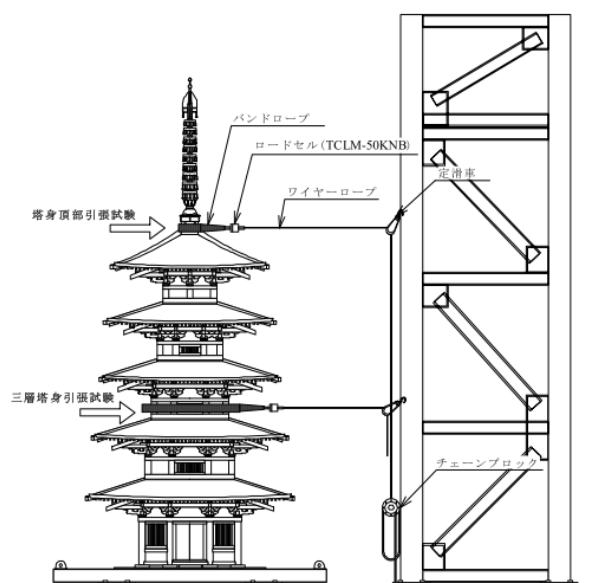 バンドロープ
ロードセル(TCLM-50KNB)
定滑車
ワイヤーロープ
塔身頂部引張試験
三層塔身引張試験
チェーンブロック